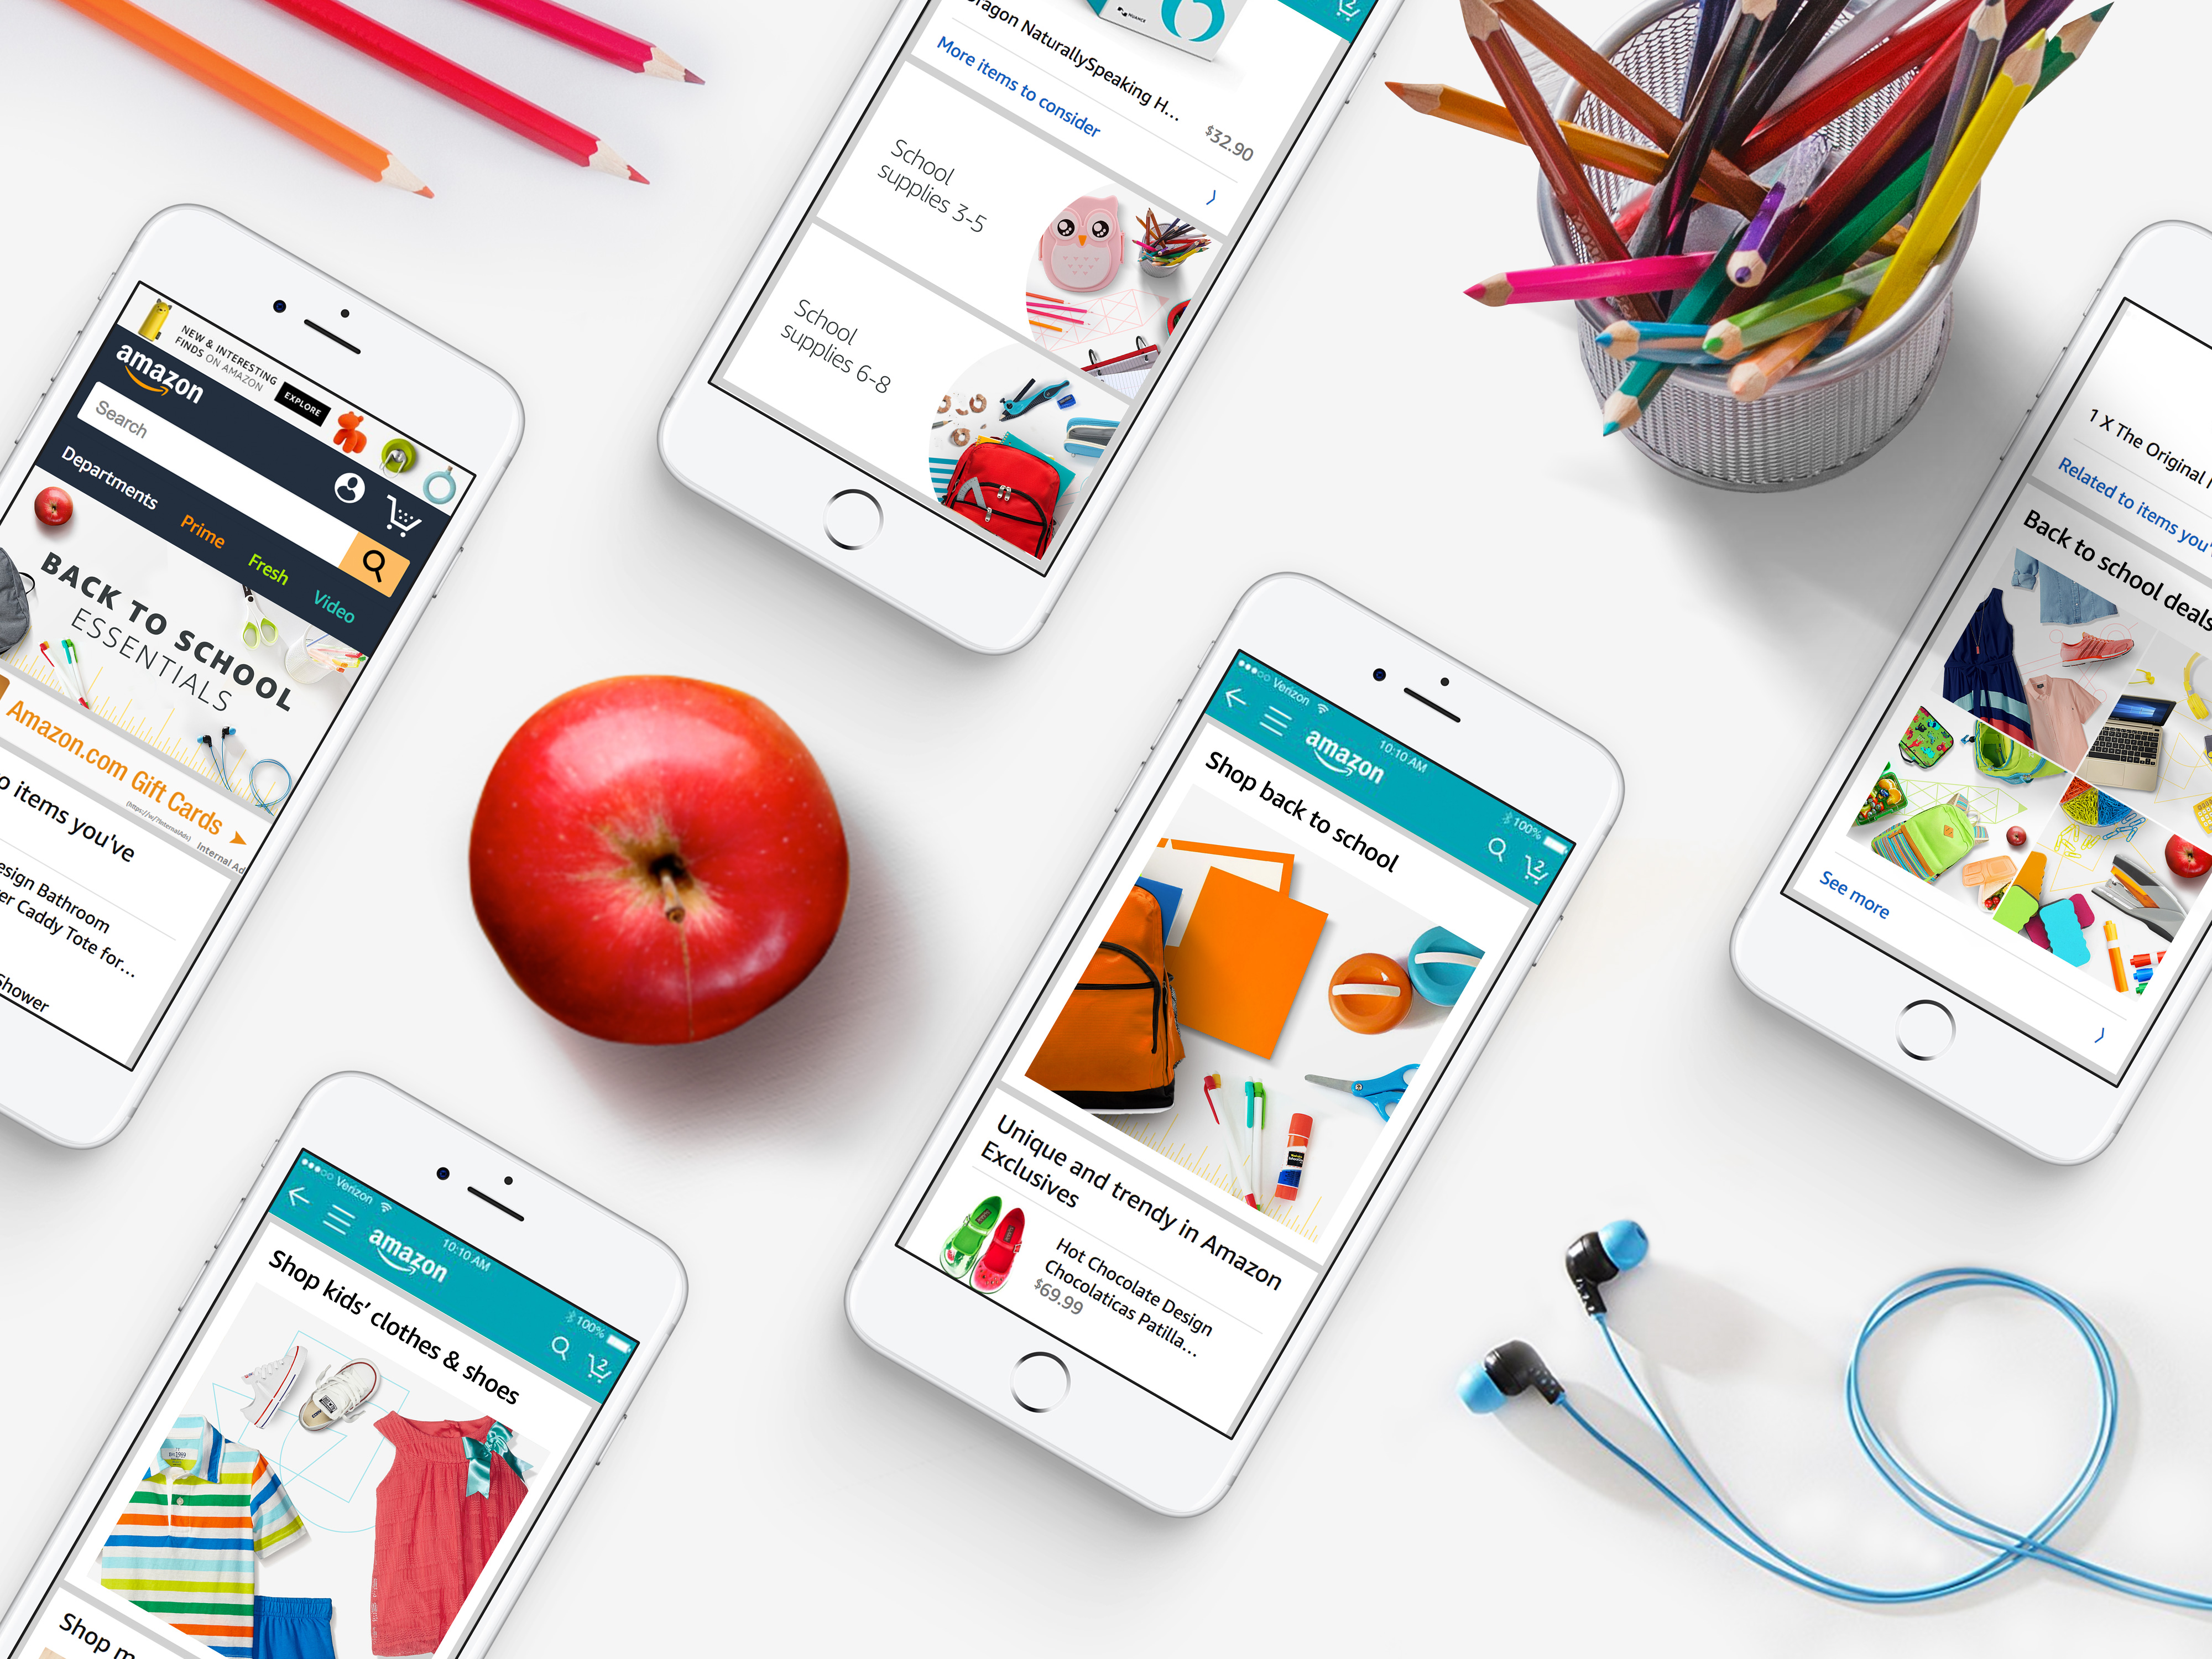 NEW & INTERESTING
FINDS ON AMAZON
EXPLORE
amazon
Search
Departments
Prime
Fresh
Video
BACK TO SCHOOL
ESSENTIALS
Amazon.com Gift Cards
Internal Ad
o items you've
esign Bathroom
er Caddy Tote for...
Shower
NUANCE
ragon NaturallySpeaking H...
$32.90
More items to consider
School
supplies 3-5
School
supplies 6-8
2
Verizon
10:10 AM
100%
amazon
2
Shop back to school
Unique and trendy in Amazon
Exclusives
Hot Chocolate Design
Chocolaticas Patilla...
$69.99
1 X The Original
Related to items you'
Back to school deals
See more
Verizon
10:10 AM
100%
amazon
2
Shop kids' clothes & shoes
Shop m